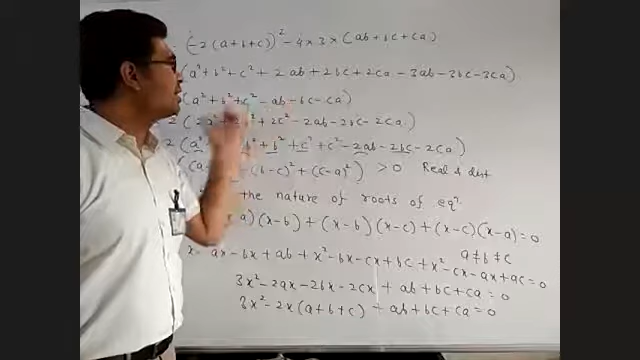 (-2(a+b+c))² - 4×3×(ab+bc+ca)
(a²+b²+c²+2ab+2bc+2ca-3ab-3bc-3ca)
(a²+b²+c²-ab-bc-ca)
2(2a²+2b²+2c²-2ab-2bc-2ca)
2(a² b²+b²+c²+c²-2ab-2bc-2ca)
(a (b-c)²+(c-a)²) >0 Real & dist
the nature of roots of eqⁿ
a)(x-b)+(x-b)(x-c)+(x-c)(x-a)=0
a≠b≠c
x -ax-bx+ab+x²-bx-cx+bc+x²-cx-ax+ac=0
3x²-2ax-2bx-2cx+ab+bc+ca=0
3x²-2x(a+b+c)+ab+bc+ca=0